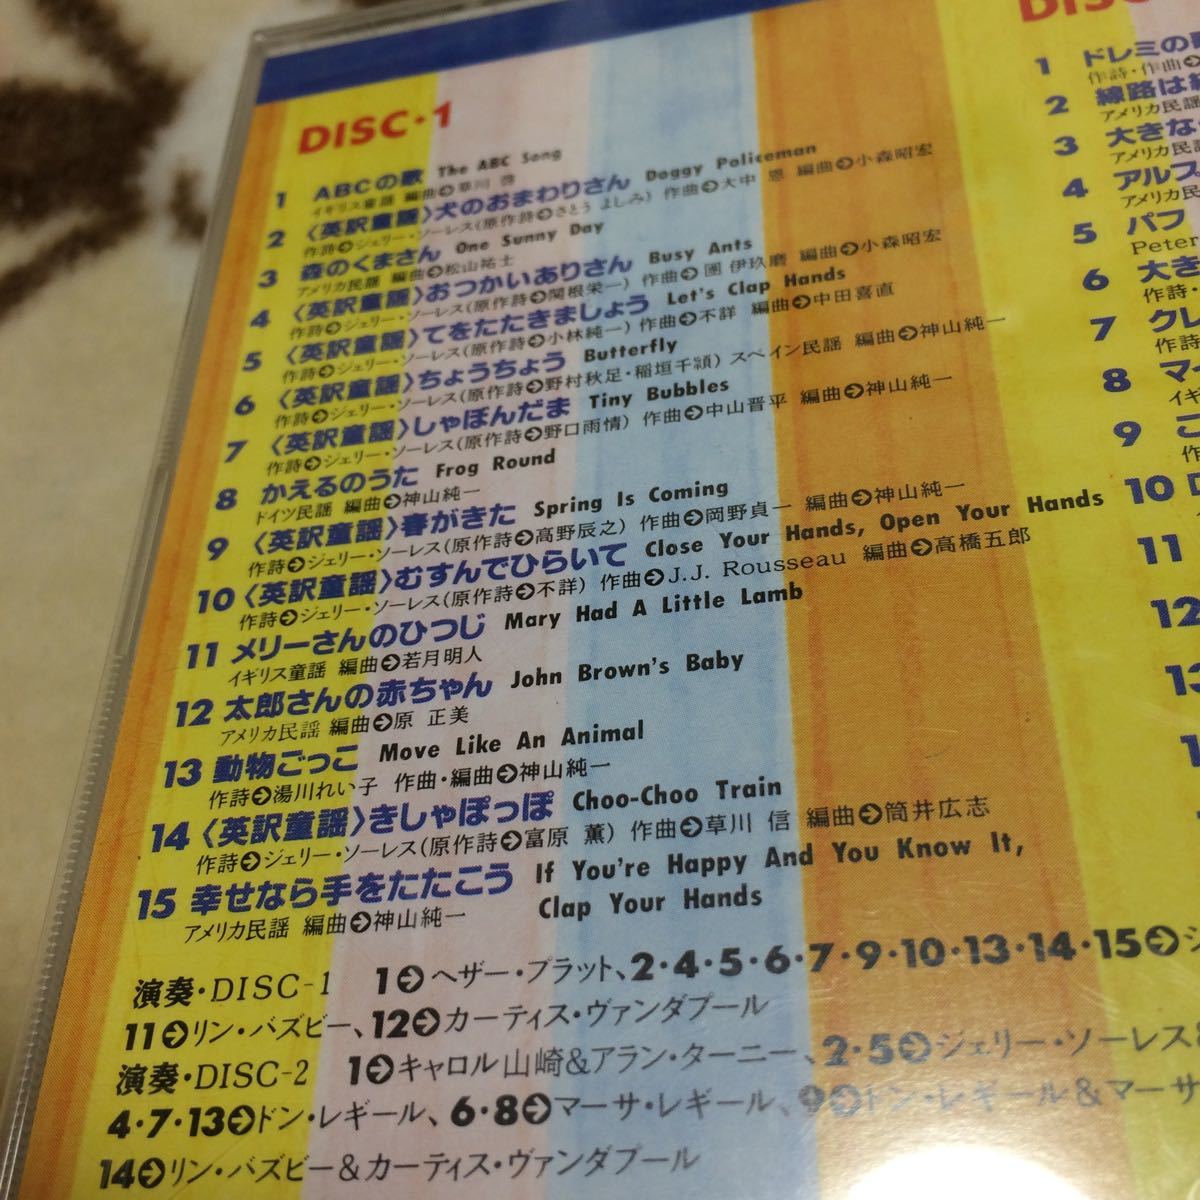 DISC・1
1 ABCの歌 The ABC Song
イギリス童謡 編曲➔草川 啓
2 〈英訳童謡〉犬のおまわりさん Doggy Policeman
作詩➔ジェリー・ソーレス(原作詩➔さとう よしみ) 作曲➔大中 恩 編曲➔小森昭宏
3 森のくまさん One Sunny Day
アメリカ民謡 編曲➔松山祐士
4 〈英訳童謡〉おつかいありさん Busy Ants
作詩➔ジェリー・ソーレス(原作詩➔関根栄一) 作曲➔團 伊玖磨 編曲➔小森昭宏
5 〈英訳童謡〉てをたたきましょう Let's Clap Hands
作詩➔ジェリー・ソーレス(原作詩➔小林純一) 作曲➔不詳 編曲➔中田喜直
6 〈英訳童謡〉ちょうちょう Butterfly
作詩➔ジェリー・ソーレス(原作詩➔野村秋足・稲垣千頴) スペイン民謡 編曲➔神山純一
7 〈英訳童謡〉しゃぼんだま Tiny Bubbles
作詩➔ジェリー・ソーレス(原作詩➔野口雨情) 作曲➔中山晋平 編曲➔神山純一
8 かえるのうた Frog Round
ドイツ民謡 編曲➔神山純一
9 〈英訳童謡〉春がきた Spring Is Coming
作詩➔ジェリー・ソーレス(原作詩➔高野辰之) 作曲➔岡野貞一 編曲➔神山純一
10 〈英訳童謡〉むすんでひらいて Close Your Hands, Open Your Hands
作詩➔ジェリー・ソーレス(原作詩➔不詳) 作曲➔J.J. Rousseau 編曲➔高橋五郎
11 メリーさんのひつじ Mary Had A Little Lamb
イギリス童謡 編曲➔若月明人
12 太郎さんの赤ちゃん John Brown's Baby
アメリカ民謡 編曲➔原 正美
13 動物ごっこ Move Like An Animal
作詩➔湯川れい子 作曲・編曲➔神山純一
14 〈英訳童謡〉きしゃぽっぽ Choo-Choo Train
作詩➔ジェリー・ソーレス(原作詩➔富原 薫) 作曲➔草川 信 編曲➔筒井広志
15 幸せなら手をたたこう If You're Happy And You Know It,
Clap Your Hands
アメリカ民謡 編曲➔神山純一
演奏・DISC-1 1➔ヘザー・プラット、2・4・5・6・7・9・10・13・14・15➔ジ
11➔リン・バズビー、12➔カーティス・ヴァンダプール
演奏・DISC-2 1➔キャロル山崎&アラン・ターニー、2・5➔ジェリー・ソーレス&
4・7・13➔ドン・レギール、6・8➔マーサ・レギール、9➔ドン・レギール&マーサ
14➔リン・バズビー&カーティス・ヴァンダプール
DISC
1 ドレミの歌
作詩・作曲➔
2 線路は続
アメリカ民謡
3 大きな
アメリカ民
4 アルプ
アメリカ民
5 パフ
Peter
6 大き
作詩・
7 クレ
作詩
8 マー
イギ
9 こ
作
10
11
12